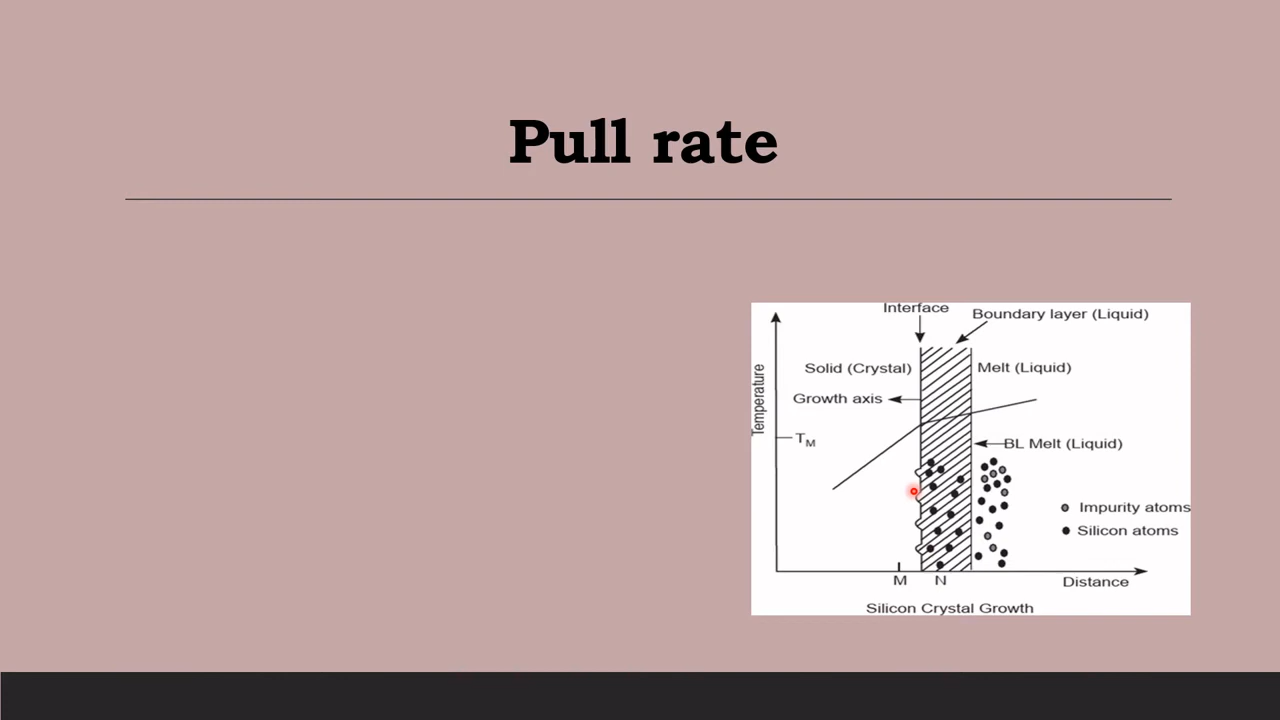 Pull rate
Interface
Boundary layer (Liquid)
Solid (Crystal)
Melt (Liquid)
Growth axis
Temperature
TM
BL Melt (Liquid)
Impurity atoms
Silicon atoms
M
N
Distance
Silicon Crystal Growth